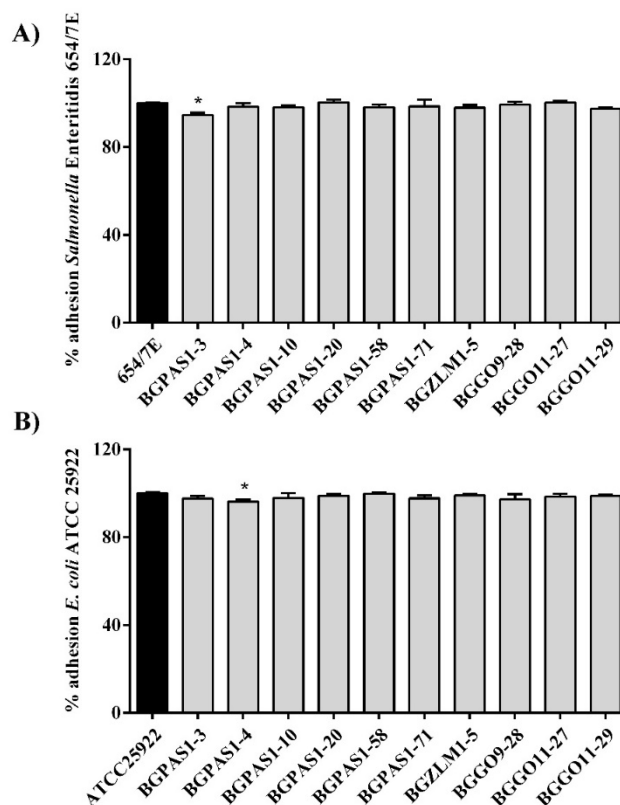 A)
% adhesion Salmonella Enteritidis 654/7E
120
80
40
0
*
654/7E
BGPAS1-3
BGPAS1-4
BGPAS1-10
BGPAS1-20
BGPAS1-58
BGPAS1-71
BGZLM1-5
BGGO9-28
BGGO11-27
BGGO11-29
B)
% adhesion E. coli ATCC 25922
120
80
40
0
*
ATCC25922
BGPAS1-3
BGPAS1-4
BGPAS1-10
BGPAS1-20
BGPAS1-58
BGPAS1-71
BGZLM1-5
BGGO9-28
BGGO11-27
BGGO11-29